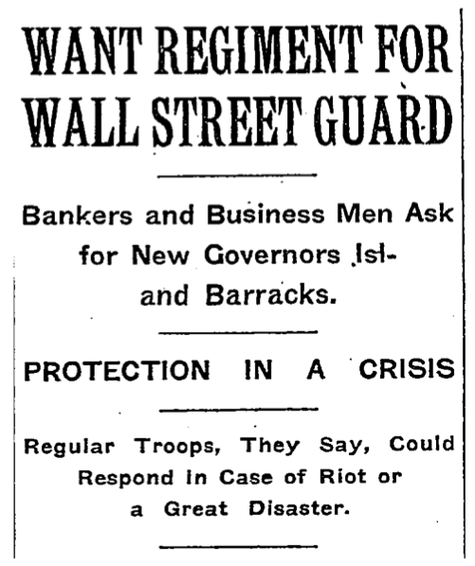 WANT REGIMENT FOR
WALL STREET GUARD
Bankers and Business Men Ask
for New Governors Isl-
and Barracks.
PROTECTION IN A CRISIS
Regular Troops, They Say, Could
Respond in Case of Riot or
a Great Disaster.